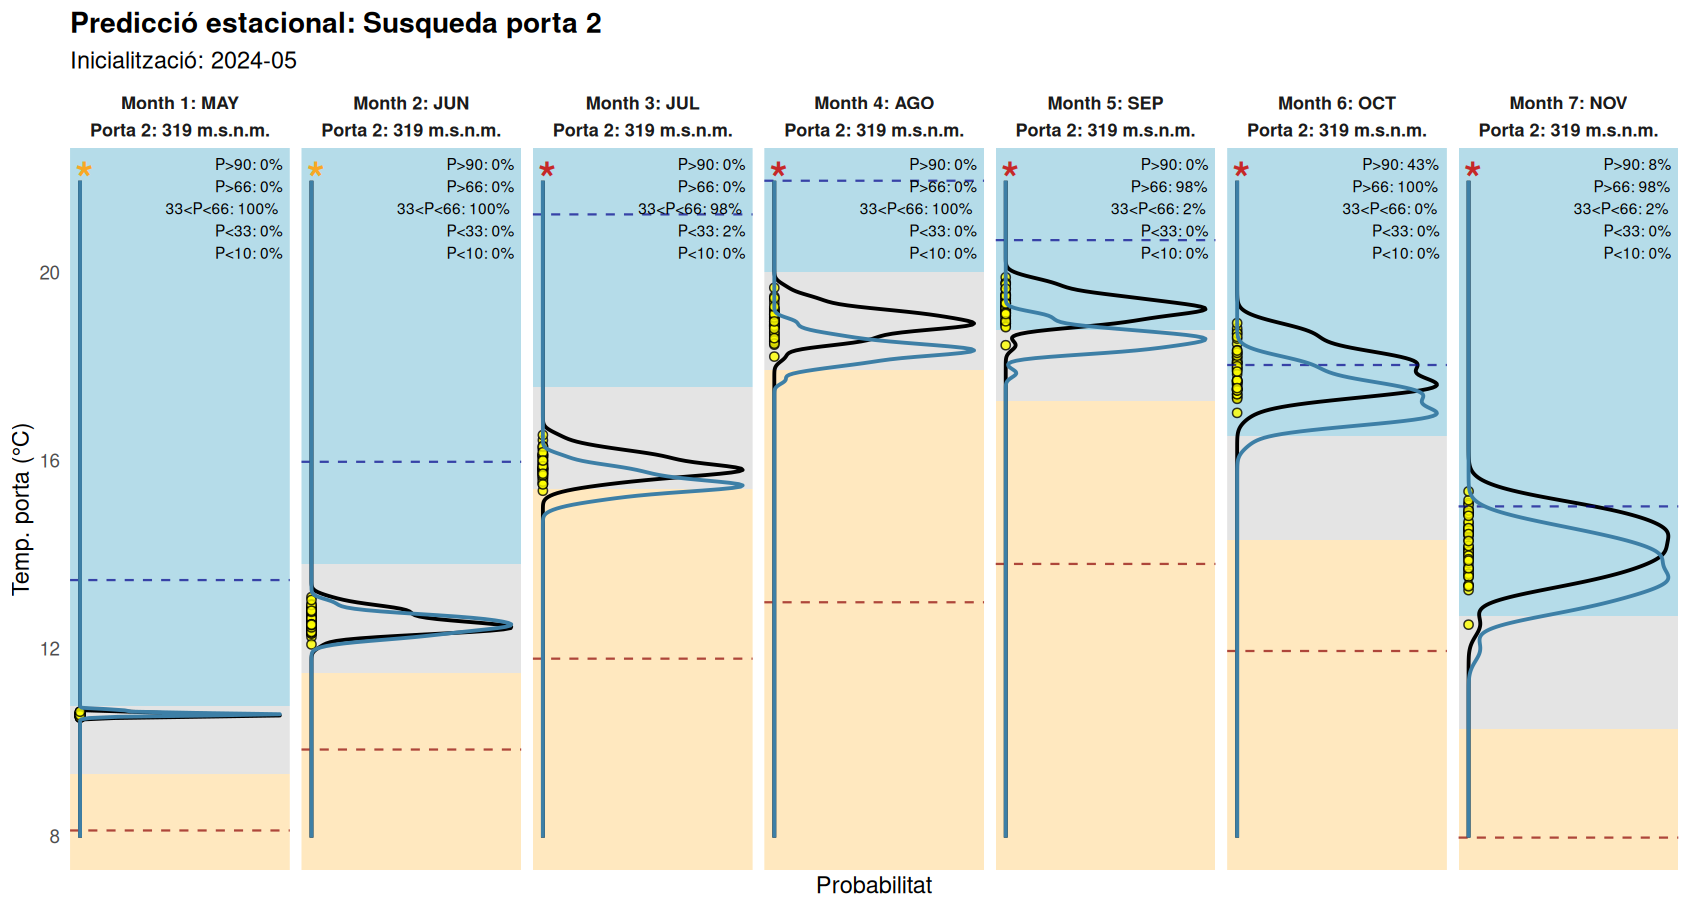 Predicció estacional: Susqueda porta 2
Inicialització: 2024-05
Month 1: MAY
Porta 2: 319 m.s.n.m.
Month 2: JUN
Porta 2: 319 m.s.n.m.
Month 3: JUL
Porta 2: 319 m.s.n.m.
Month 4: AGO
Porta 2: 319 m.s.n.m.
Month 5: SEP
Porta 2: 319 m.s.n.m.
Month 6: OCT
Porta 2: 319 m.s.n.m.
Month 7: NOV
Porta 2: 319 m.s.n.m.
*
P>90: 0%
P>66: 0%
33<P<66: 100%
P<33: 0%
P<10: 0%
*
P>90: 0%
P>66: 0%
33<P<66: 100%
P<33: 0%
P<10: 0%
*
P>90: 0%
P>66: 0%
33<P<66: 98%
P<33: 2%
P<10: 0%
*
P>90: 0%
P>66: 0%
33<P<66: 100%
P<33: 0%
P<10: 0%
*
P>90: 0%
P>66: 98%
33<P<66: 2%
P<33: 0%
P<10: 0%
*
P>90: 43%
P>66: 100%
33<P<66: 0%
P<33: 0%
P<10: 0%
*
P>90: 8%
P>66: 98%
33<P<66: 2%
P<33: 0%
P<10: 0%
Temp. porta (°C)
20
16
12
8
Probabilitat